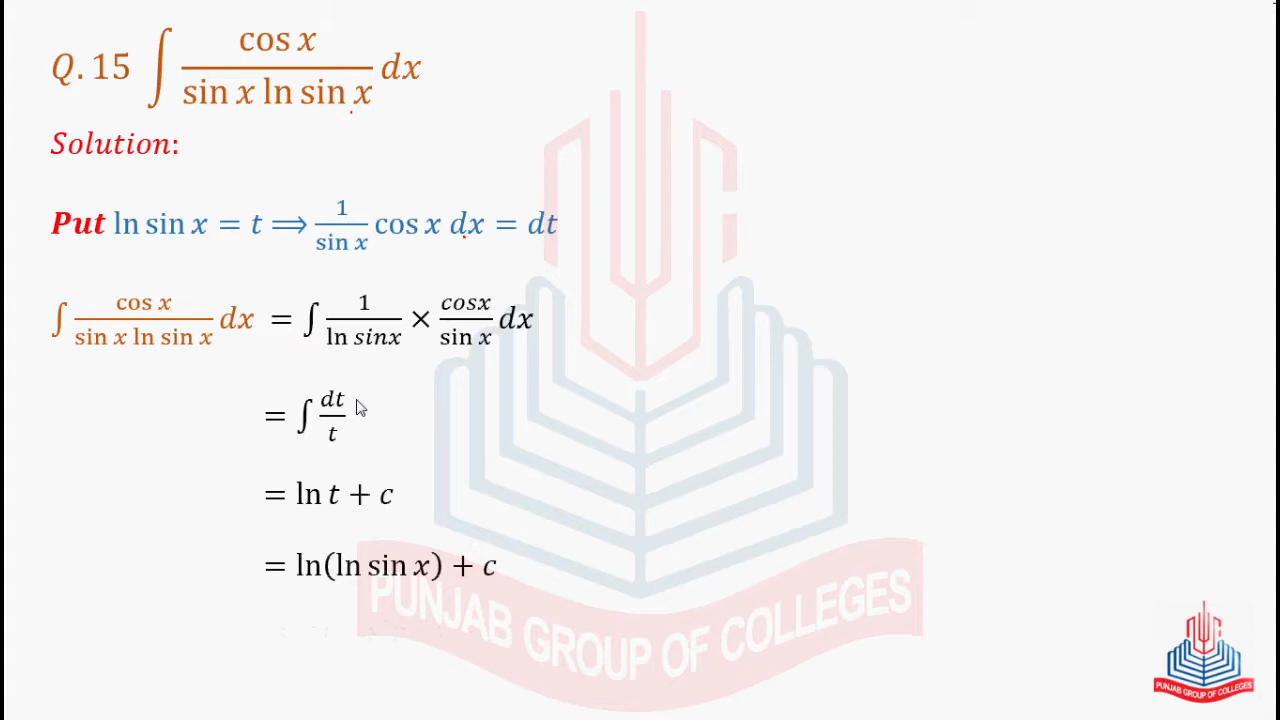 Q. 15 ∫ cos x / (sin x ln sin x) dx
Solution:
Put ln sin x = t ⟹ 1/(sin x) cos x dx = dt
∫ cos x / (sin x ln sin x) dx = ∫ 1/(ln sinx) × cosx/(sin x) dx
= ∫ dt/t
= ln t + c
= ln(ln sin x) + c
PUNJAB GROUP OF COLLEGES
PUNJAB GROUP OF COLLEGES